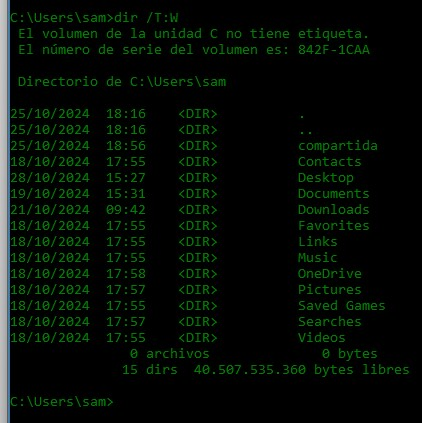 C:\Users\sam>dir /T:W
El volumen de la unidad C no tiene etiqueta.
El número de serie del volumen es: 842F-1CAA
Directorio de C:\Users\sam
25/10/2024 18:16 <DIR> .
25/10/2024 18:16 <DIR> ..
25/10/2024 18:56 <DIR> compartida
18/10/2024 17:55 <DIR> Contacts
28/10/2024 15:27 <DIR> Desktop
19/10/2024 15:31 <DIR> Documents
21/10/2024 09:42 <DIR> Downloads
18/10/2024 17:55 <DIR> Favorites
18/10/2024 17:55 <DIR> Links
18/10/2024 17:55 <DIR> Music
18/10/2024 17:58 <DIR> OneDrive
18/10/2024 17:57 <DIR> Pictures
18/10/2024 17:55 <DIR> Saved Games
18/10/2024 17:57 <DIR> Searches
18/10/2024 17:55 <DIR> Videos
0 archivos 0 bytes
15 dirs 40.507.535.360 bytes libres
C:\Users\sam>